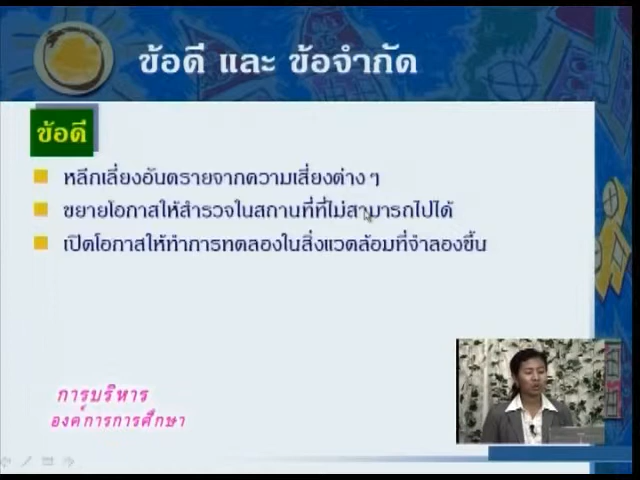 ข้อดี และ ข้อจำกัด
ข้อดี
หลีกเลี่ยงอันตรายจากความเสี่ยงต่าง ๆ
ขยายโอกาสให้สำรวจในสถานที่ที่ไม่สามารถไปได้
เปิดโอกาสให้ทำการทดลองในสิ่งแวดล้อมที่จำลองขึ้น
การบริหาร
องค์การการศึกษา